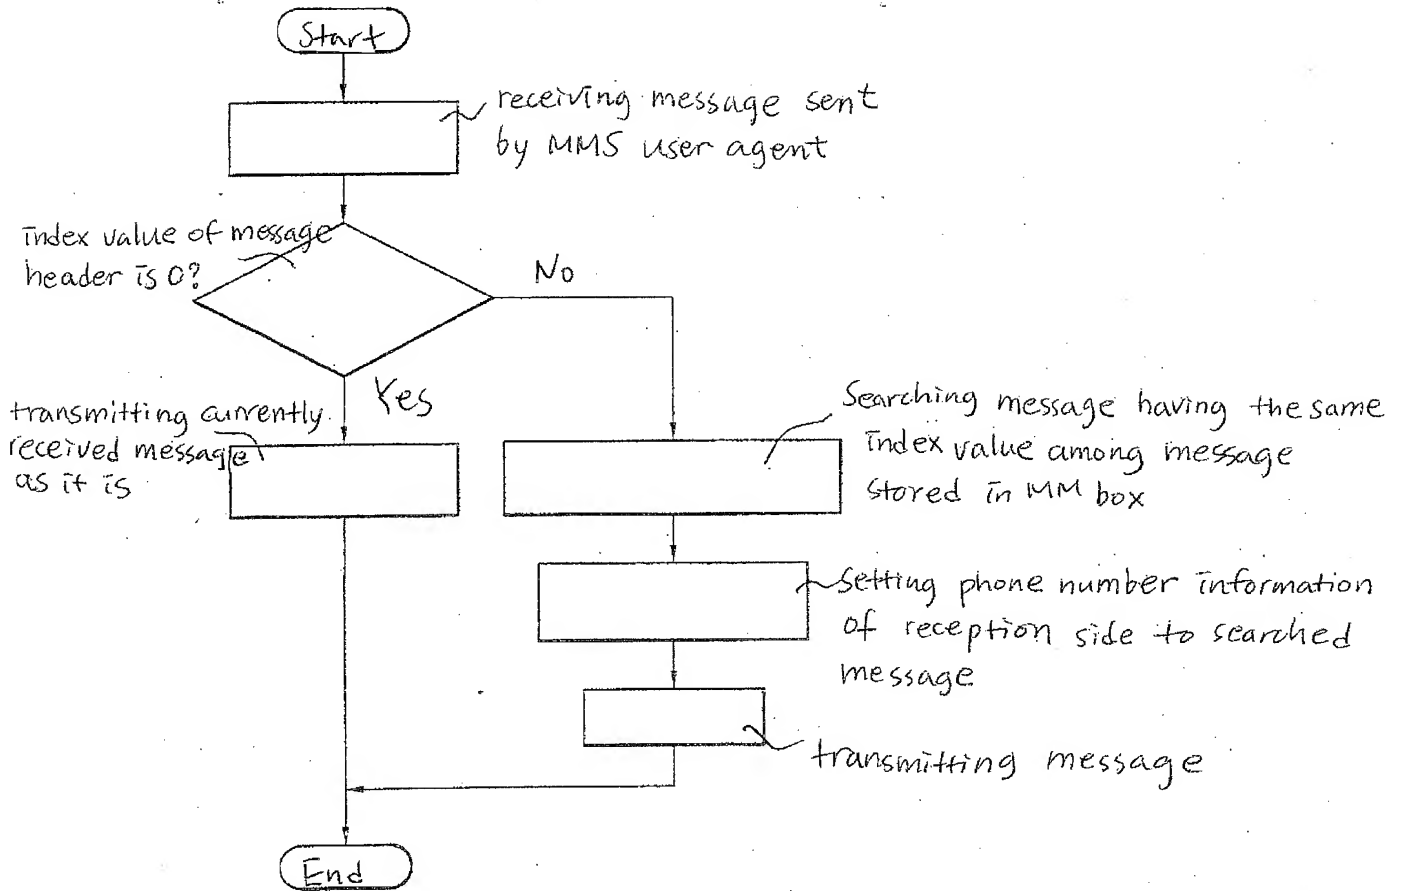 Start
receiving message sent
by MMS user agent
index value of message
header is 0?
No
Yes
transmitting currently
received message
as it is
Searching message having the same
index value among message
stored in MM box
Setting phone number information
of reception side to searched
message
transmitting message
End